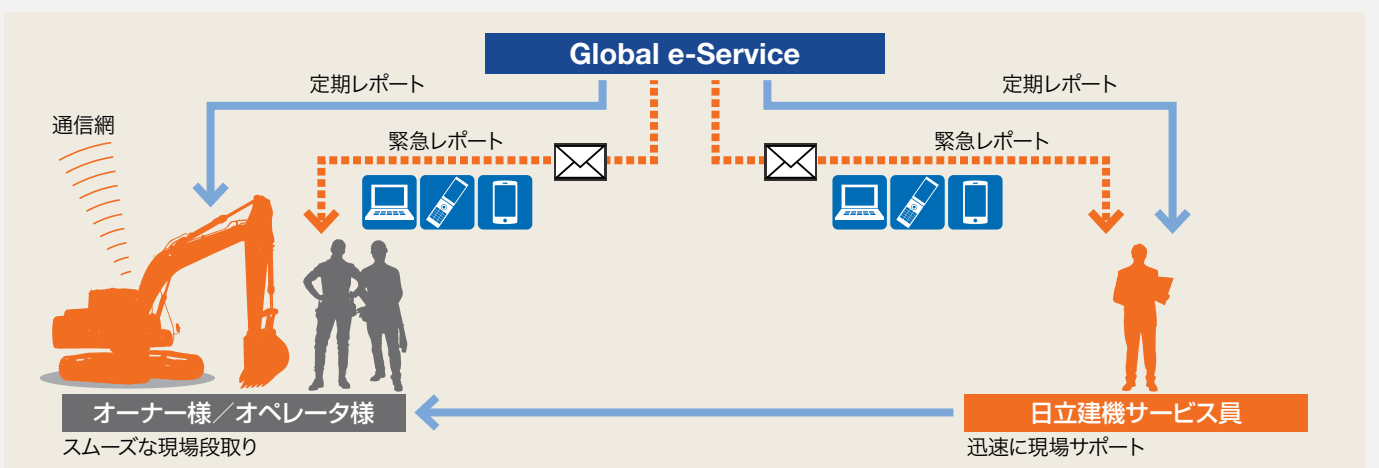 Global e-Service
定期レポート
定期レポート
通信網
緊急レポート
緊急レポート
オーナー様／オペレータ様
日立建機サービス員
スムーズな現場段取り
迅速に現場サポート